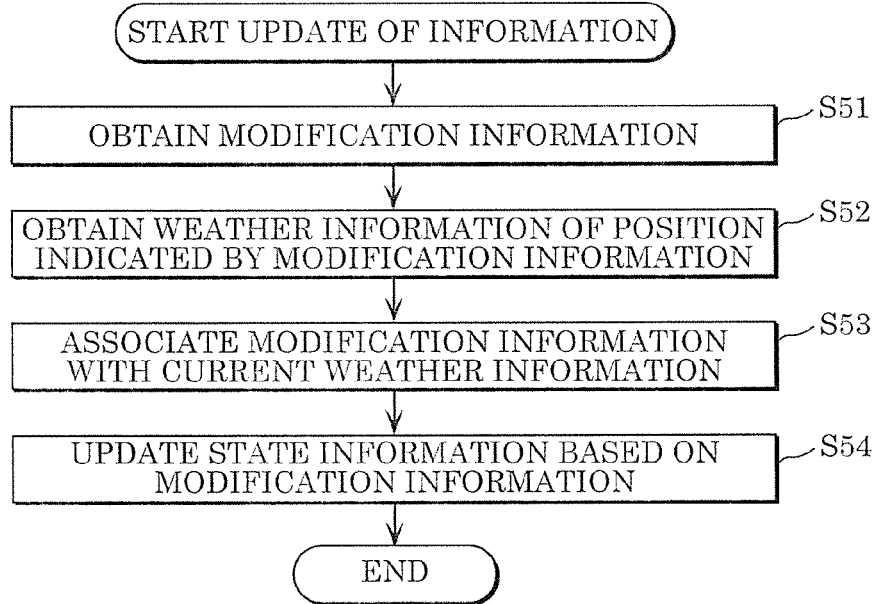 START UPDATE OF INFORMATION
OBTAIN MODIFICATION INFORMATION
S51
OBTAIN WEATHER INFORMATION OF POSITION
INDICATED BY MODIFICATION INFORMATION
S52
ASSOCIATE MODIFICATION INFORMATION
WITH CURRENT WEATHER INFORMATION
S53
UPDATE STATE INFORMATION BASED ON
MODIFICATION INFORMATION
S54
END